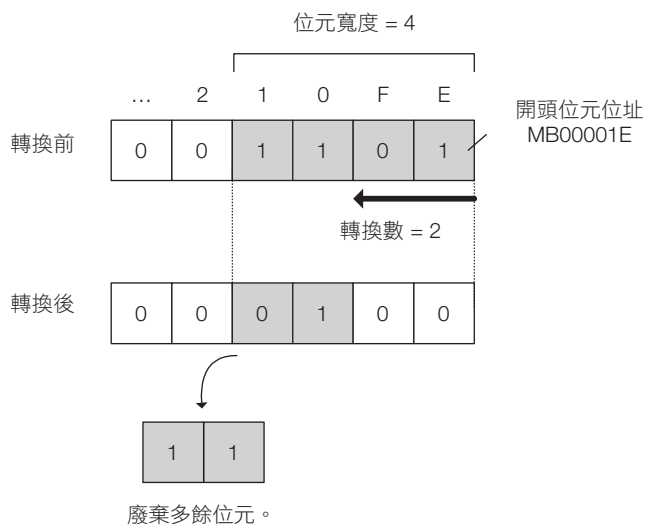 位元寬度 = 4
... 2 1 0 F E
開頭位元位址
MB00001E
轉換前 0 0 1 1 0 1
轉換數 = 2
轉換後 0 0 0 1 0 0
1 1
廢棄多餘位元。